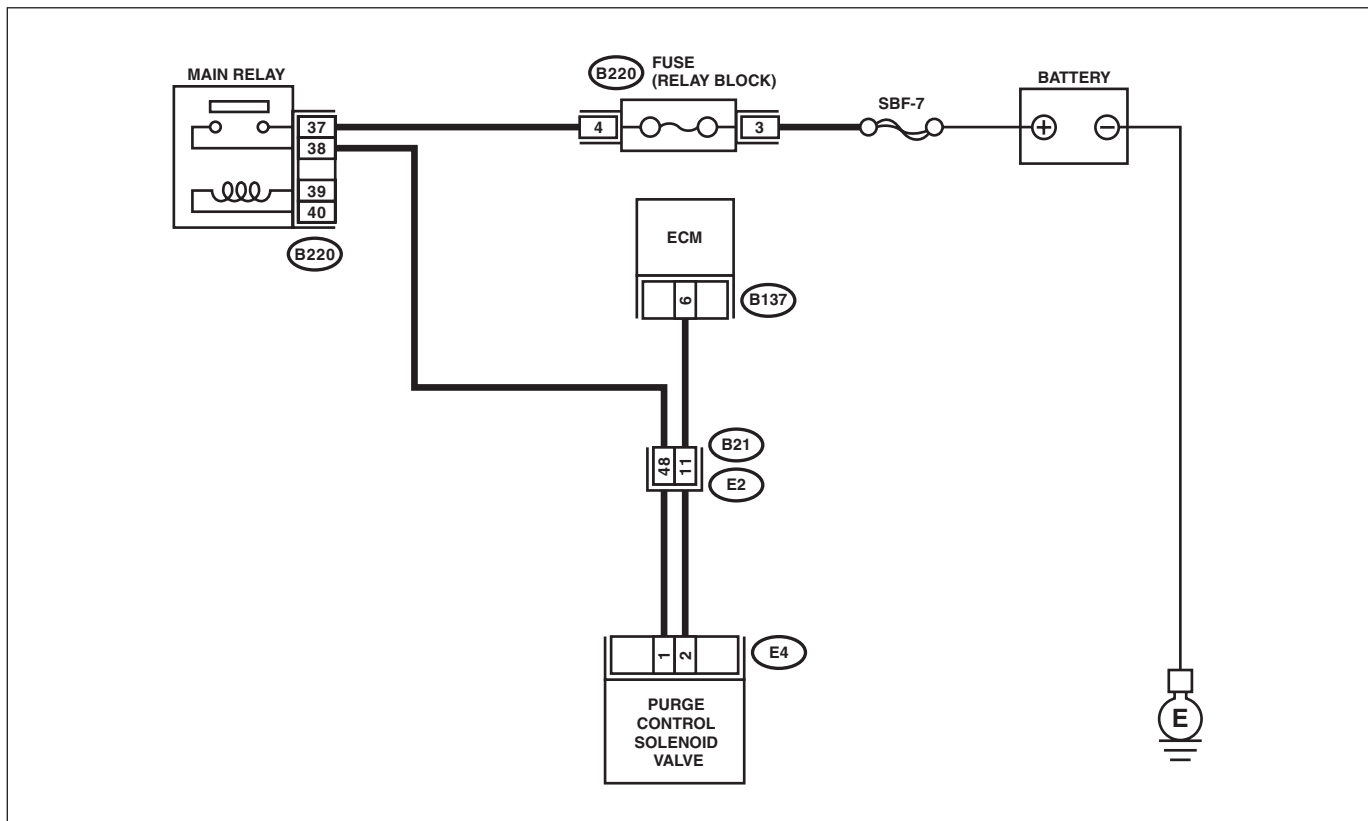 MAIN RELAY
37
38
39
40
B220
B220
FUSE
(RELAY BLOCK)
4
3
SBF-7
BATTERY
+
−
ECM
6
B137
48
11
B21
E2
1
2
E4
PURGE
CONTROL
SOLENOID
VALVE
E